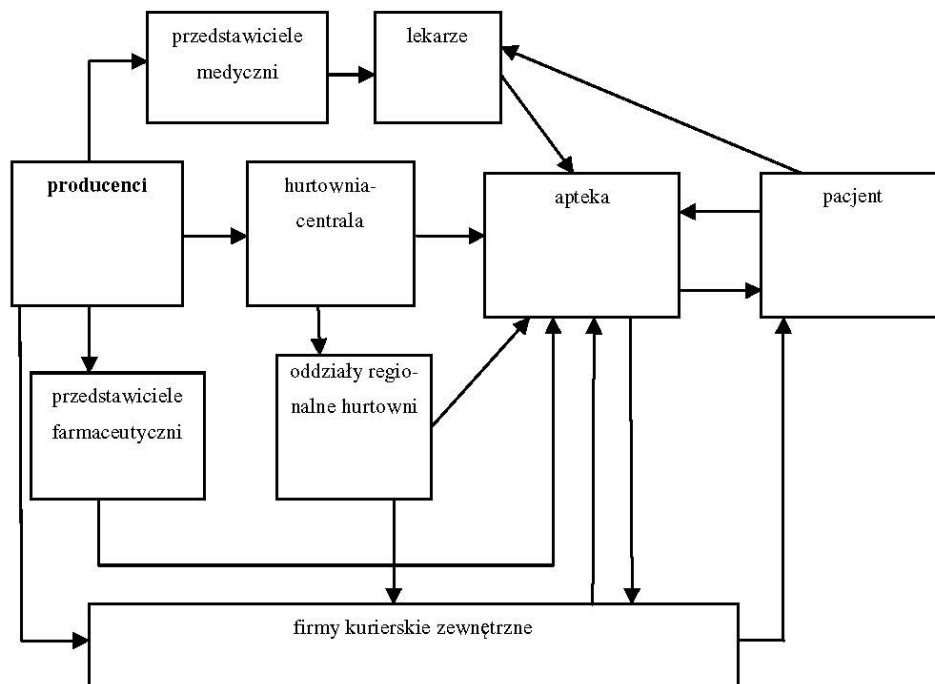 przedstawiciele
medyczni
lekarze
producenci
hurtownia-
centrala
apteka
pacjent
przedstawiciele
farmaceutyczni
oddziały regio-
nalne hurtowni
firmy kurierskie zewnętrzne